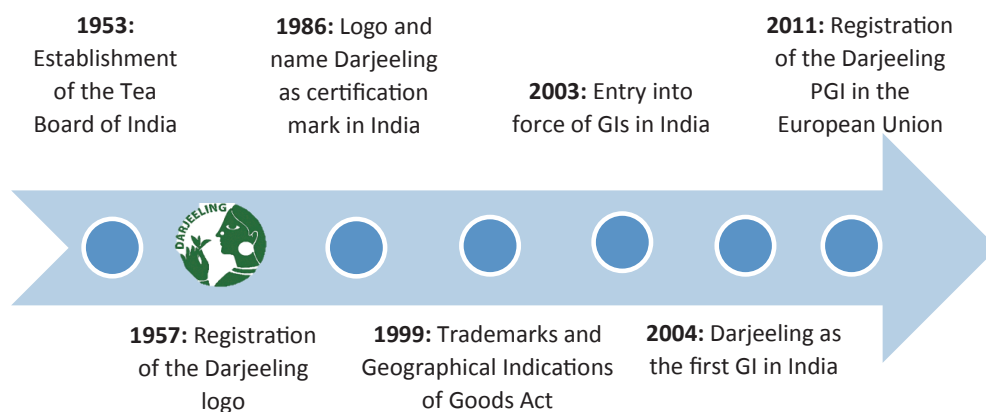 1953:
Establishment
of the Tea
Board of India
1986: Logo and
name Darjeeling
as certification
mark in India
2003: Entry into
force of GIs in India
2011: Registration
of the Darjeeling
PGI in the
European Union
DARJEELING
1957: Registration
of the Darjeeling
logo
1999: Trademarks and
Geographical Indications
of Goods Act
2004: Darjeeling as
the first GI in India